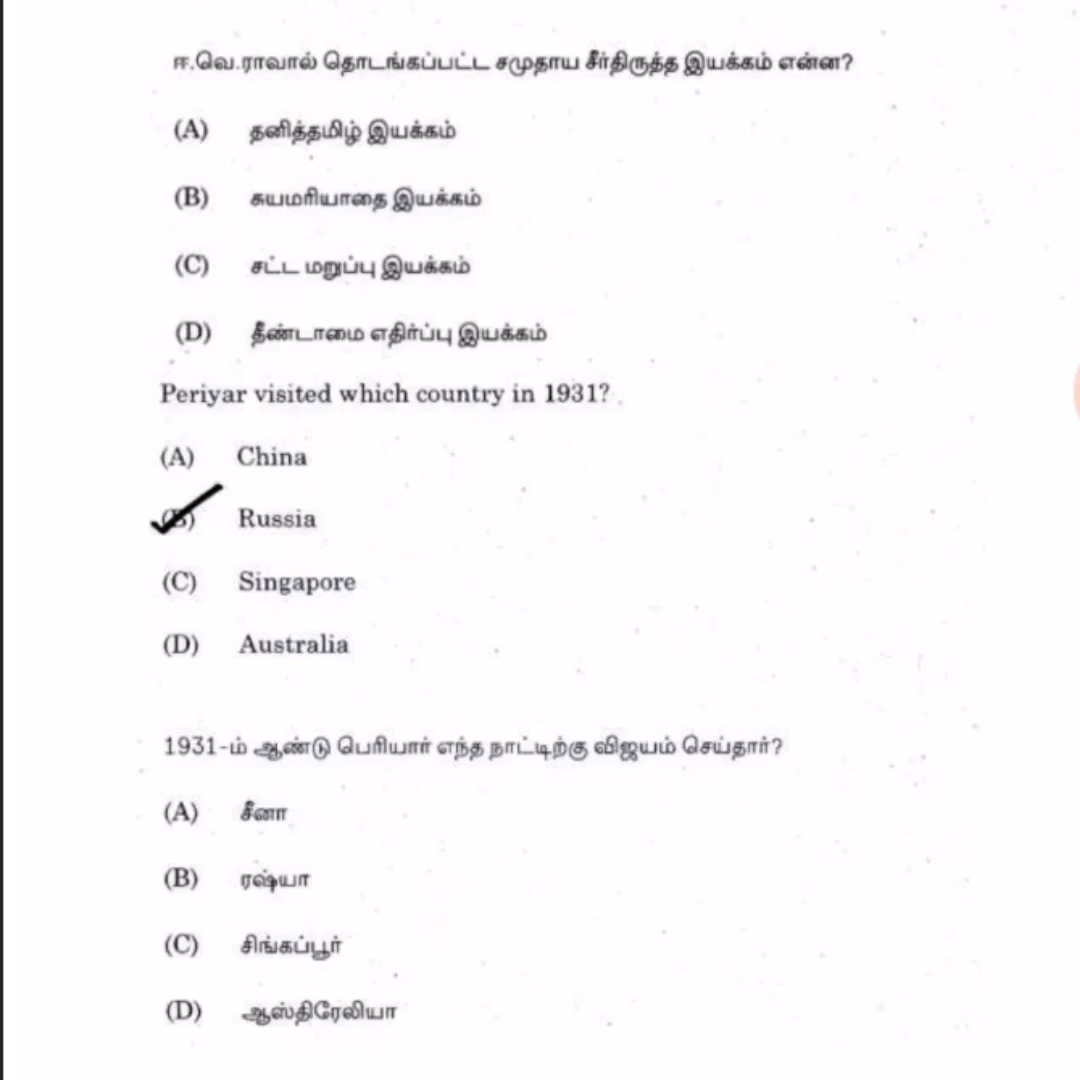 ஈ.வெ.ராவால் தொடங்கப்பட்ட சமுதாய சீர்திருத்த இயக்கம் என்ன?
(A) தனித்தமிழ் இயக்கம்
(B) சுயமரியாதை இயக்கம்
(C) சட்ட மறுப்பு இயக்கம்
(D) தீண்டாமை எதிர்ப்பு இயக்கம்
Periyar visited which country in 1931?
(A) China
(B) Russia
(C) Singapore
(D) Australia
1931-ம் ஆண்டு பெரியார் எந்த நாட்டிற்கு விஜயம் செய்தார்?
(A) சீனா
(B) ரஷ்யா
(C) சிங்கப்பூர்
(D) ஆஸ்திரேலியா